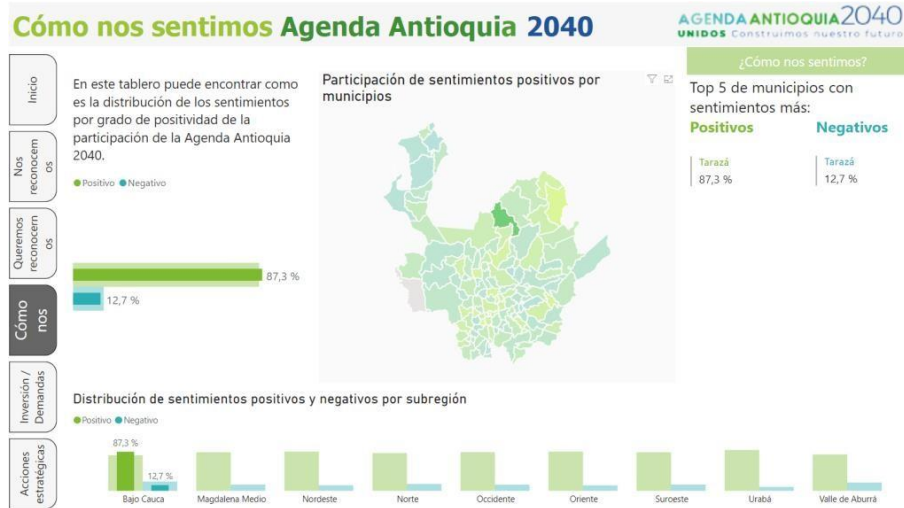 Cómo nos sentimos Agenda Antioquia 2040
AGENDA ANTIOQUIA 2040
UNIDOS Construimos nuestro futuro
Inicio
Nos
reconocem
os
Queremos
reconocern
os
Cómo
nos
Inversión /
Demandas
Acciones
estratégicas
En este tablero puede encontrar como
es la distribución de los sentimientos
por grado de positividad de la
participación de la Agenda Antioquia
2040.
Positivo Negativo
87,3 %
12,7 %
Participación de sentimientos positivos por
municipios
¿Cómo nos sentimos?
Top 5 de municipios con
sentimientos más:
Positivos Negativos
Tarazá Tarazá
87,3 % 12,7 %
Distribución de sentimientos positivos y negativos por subregión
Positivo Negativo
87,3 %
12,7 %
Bajo Cauca Magdalena Medio Nordeste Norte Occidente Oriente Suroeste Urabá Valle de Aburrá